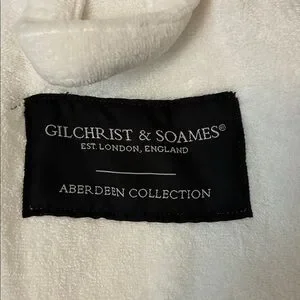 GILCHRIST & SOAMES®
EST. LONDON, ENGLAND
ABERDEEN COLLECTION